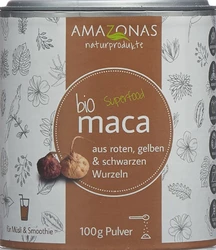 AMAZONAS
naturprodukte
bio
Superfood
maca
aus roten, gelben
& schwarzen
Wurzeln
für Müsli & Smoothie
100g Pulver